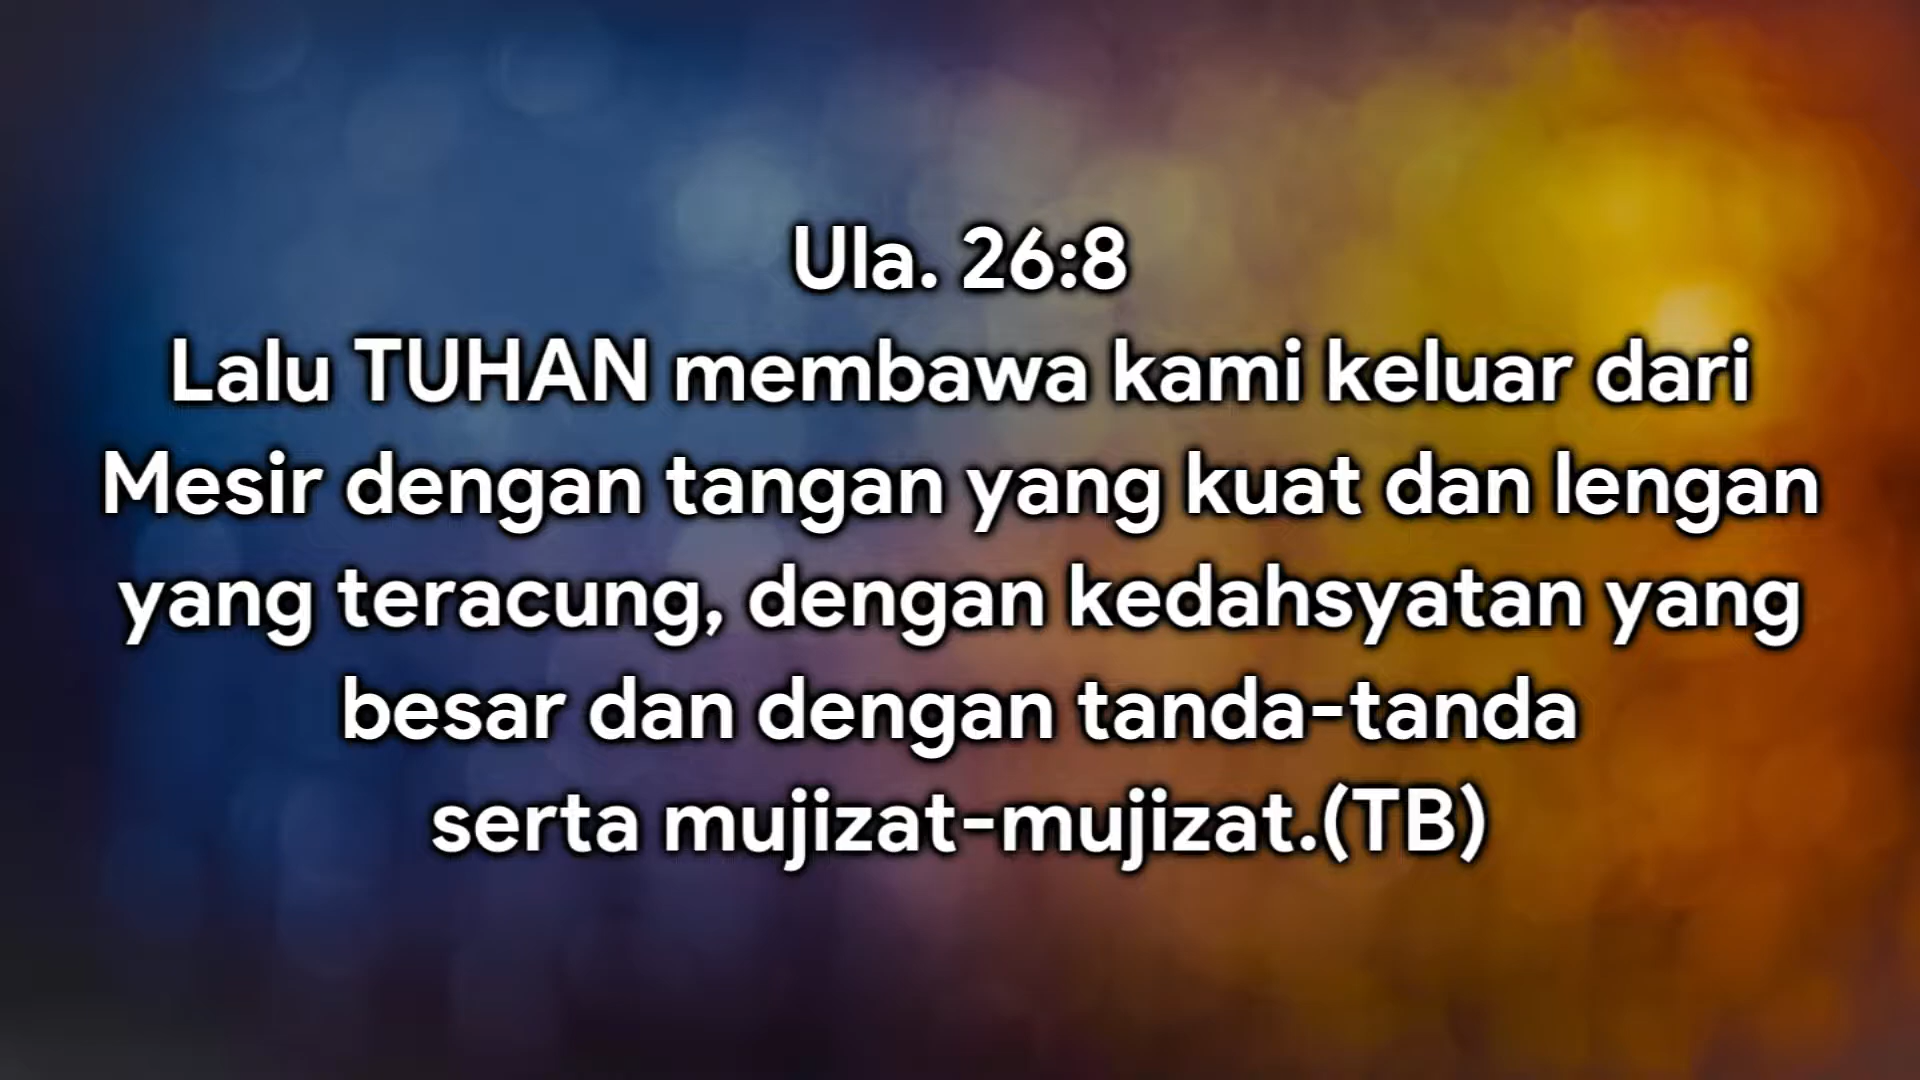 Ula. 26:8
Lalu TUHAN membawa kami keluar dari
Mesir dengan tangan yang kuat dan lengan
yang teracung, dengan kedahsyatan yang
besar dan dengan tanda-tanda
serta mujizat-mujizat.(TB)